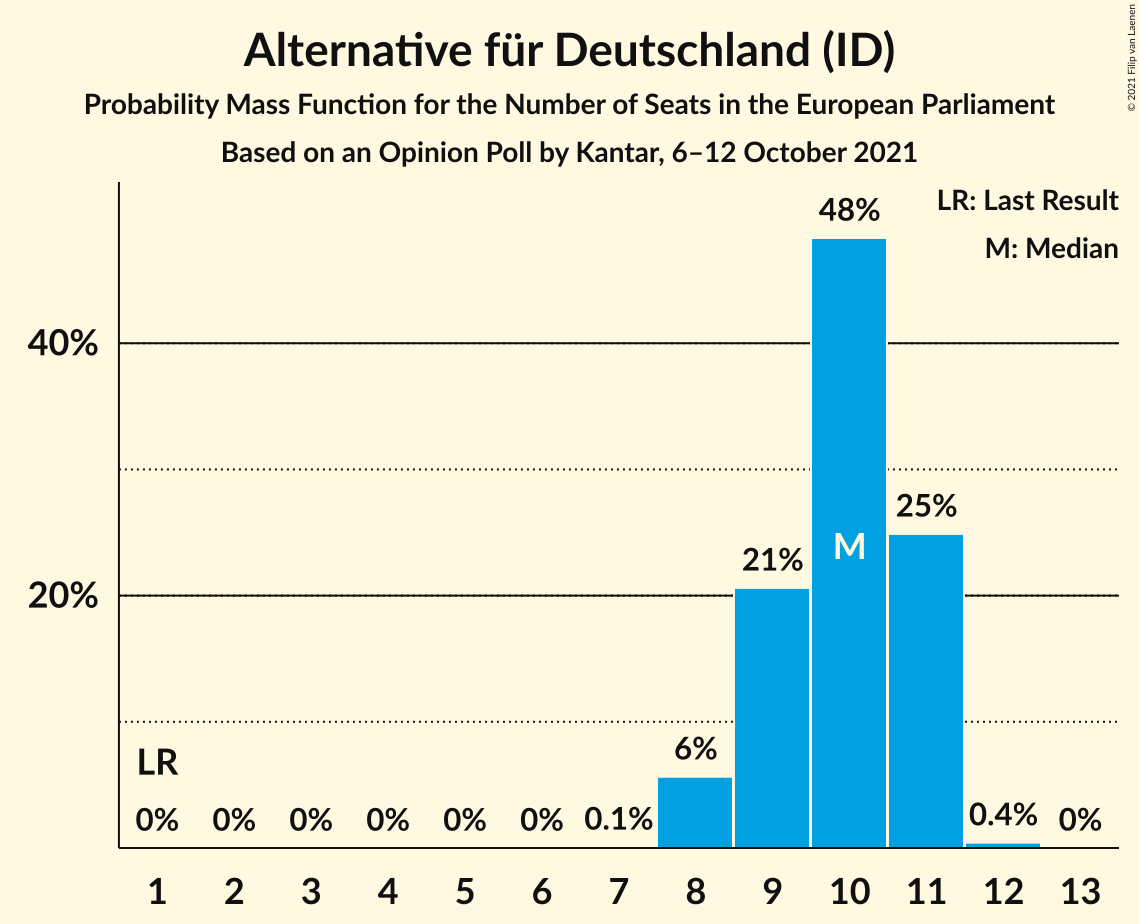 Alternative für Deutschland (ID)
Probability Mass Function for the Number of Seats in the European Parliament
Based on an Opinion Poll by Kantar, 6–12 October 2021
© 2021 Filip van Laenen
LR: Last Result
M: Median
48%
40%
25%
M
21%
20%
6%
LR
0% 0% 0% 0% 0% 0% 0.1% 0.4% 0%
1 2 3 4 5 6 7 8 9 10 11 12 13